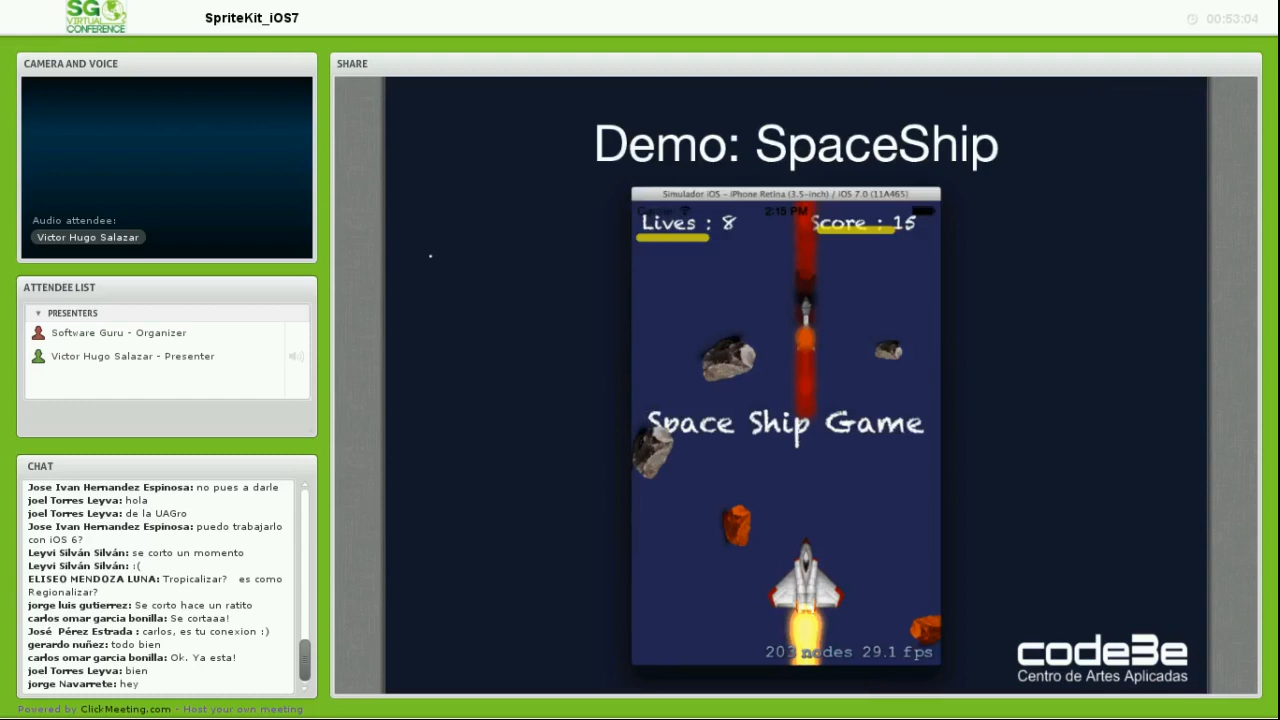 SG
VIRTUAL
CONFERENCE
SpriteKit_iOS7
00:53:04
CAMERA AND VOICE
Audio attendee:
Victor Hugo Salazar
ATTENDEE LIST
PRESENTERS
Software Guru - Organizer
Victor Hugo Salazar - Presenter
CHAT
Jose Ivan Hernandez Espinosa: no pues a darle
joel Torres Leyva: hola
joel Torres Leyva: de la UAGro
Jose Ivan Hernandez Espinosa: puedo trabajarlo
con iOS 6?
Leyvi Silván Silván: se corto un momento
Leyvi Silván Silván: :(
ELISEO MENDOZA LUNA: Tropicalizar? es como
Regionalizar?
jorge luis gutierrez: Se corto hace un ratito
carlos omar garcia bonilla: Se cortaaa!
José Pérez Estrada : carlos, es tu conexion :)
gerardo nuñez: todo bien
carlos omar garcia bonilla: Ok. Ya esta!
joel Torres Leyva: bien
jorge Navarrete: hey
Powered by ClickMeeting.com - Host your own meeting
SHARE
Demo: SpaceShip
Simulador iOS - iPhone Retina (3.5-inch) / iOS 7.0 (11A465)
2:15 PM
Lives : 8
Score : 15
Space Ship Game
203 nodes 29.1 fps
code3e
Centro de Artes Aplicadas